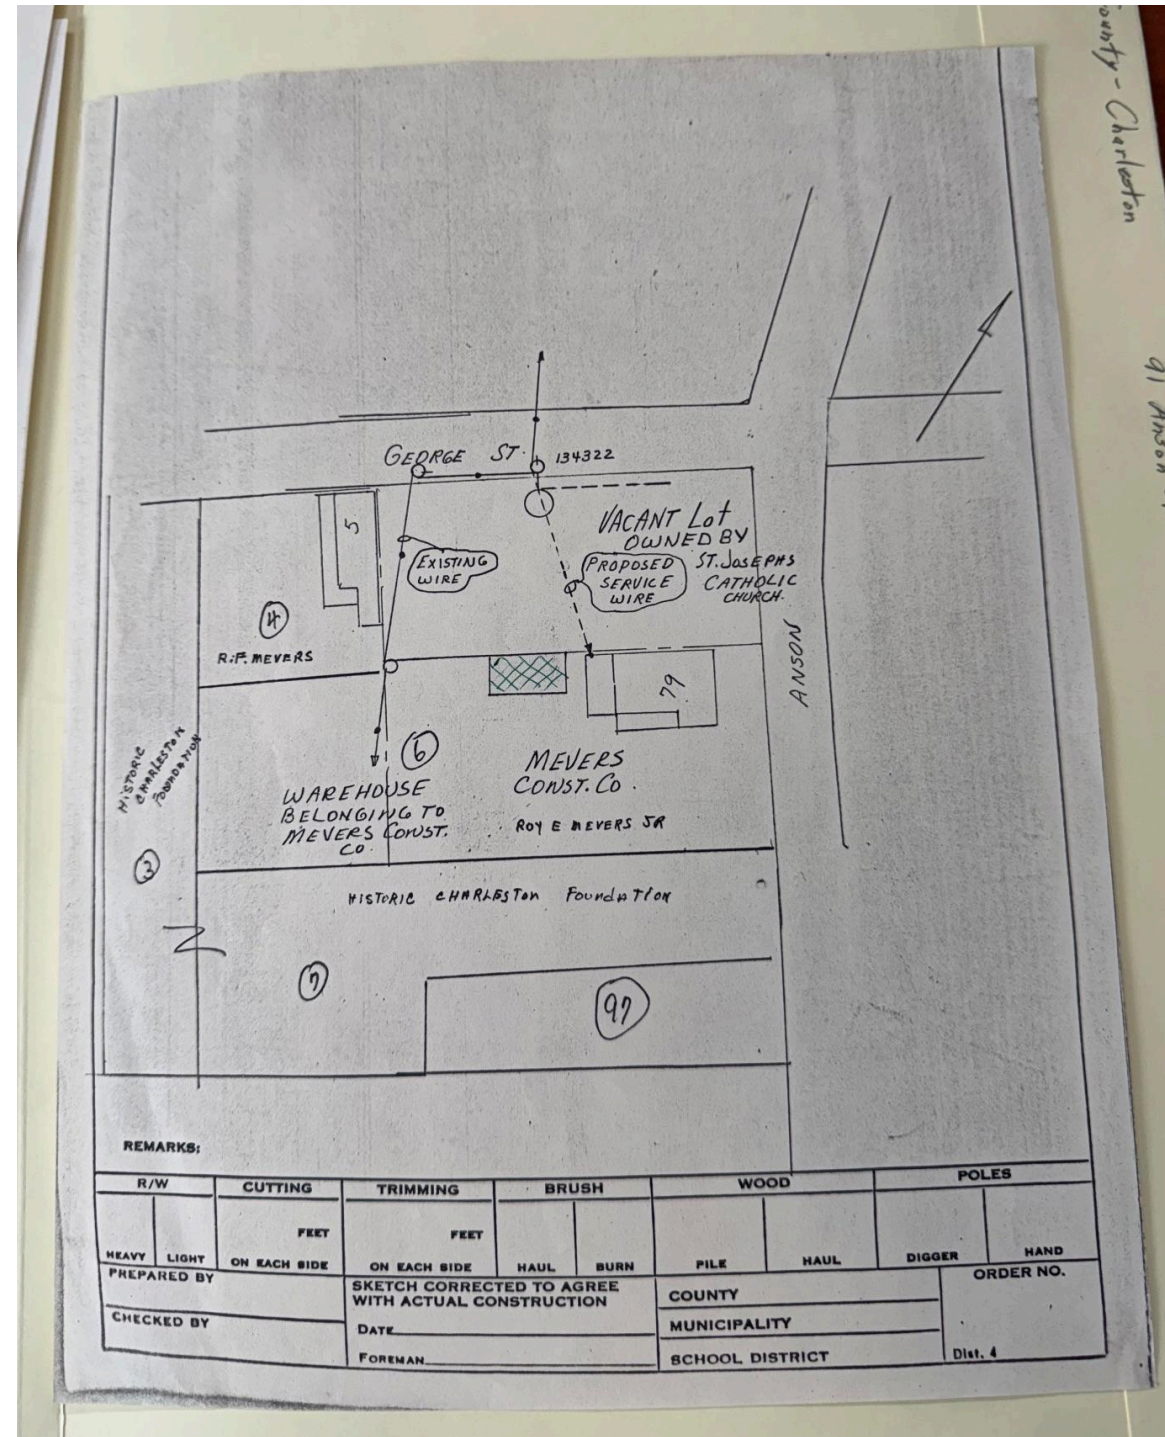 County - Charleston
91 Anson
GEORGE ST.
134322
5
EXISTING
WIRE
VACANT Lot
OWNED BY
ST. JOSEPHS
CATHOLIC
CHURCH.
PROPOSED
SERVICE
WIRE
4
R.F. MEVERS
ANSON
79
HISTORIC
CHARLESTON
FOUNDATION
6
MEVERS
CONST. CO.
WAREHOUSE
BELONGING TO
MEVERS CONST.
CO.
ROY E MEVERS JR
3
HISTORIC CHARLESTON FoundaTION
7
97
REMARKS:
R/W CUTTING TRIMMING BRUSH WOOD POLES
FEET FEET
HEAVY LIGHT ON EACH SIDE ON EACH SIDE HAUL BURN PILE HAUL DIGGER HAND
PREPARED BY
CHECKED BY
SKETCH CORRECTED TO AGREE
WITH ACTUAL CONSTRUCTION
DATE
FOREMAN
COUNTY
MUNICIPALITY
SCHOOL DISTRICT
ORDER NO.
Dist. 4